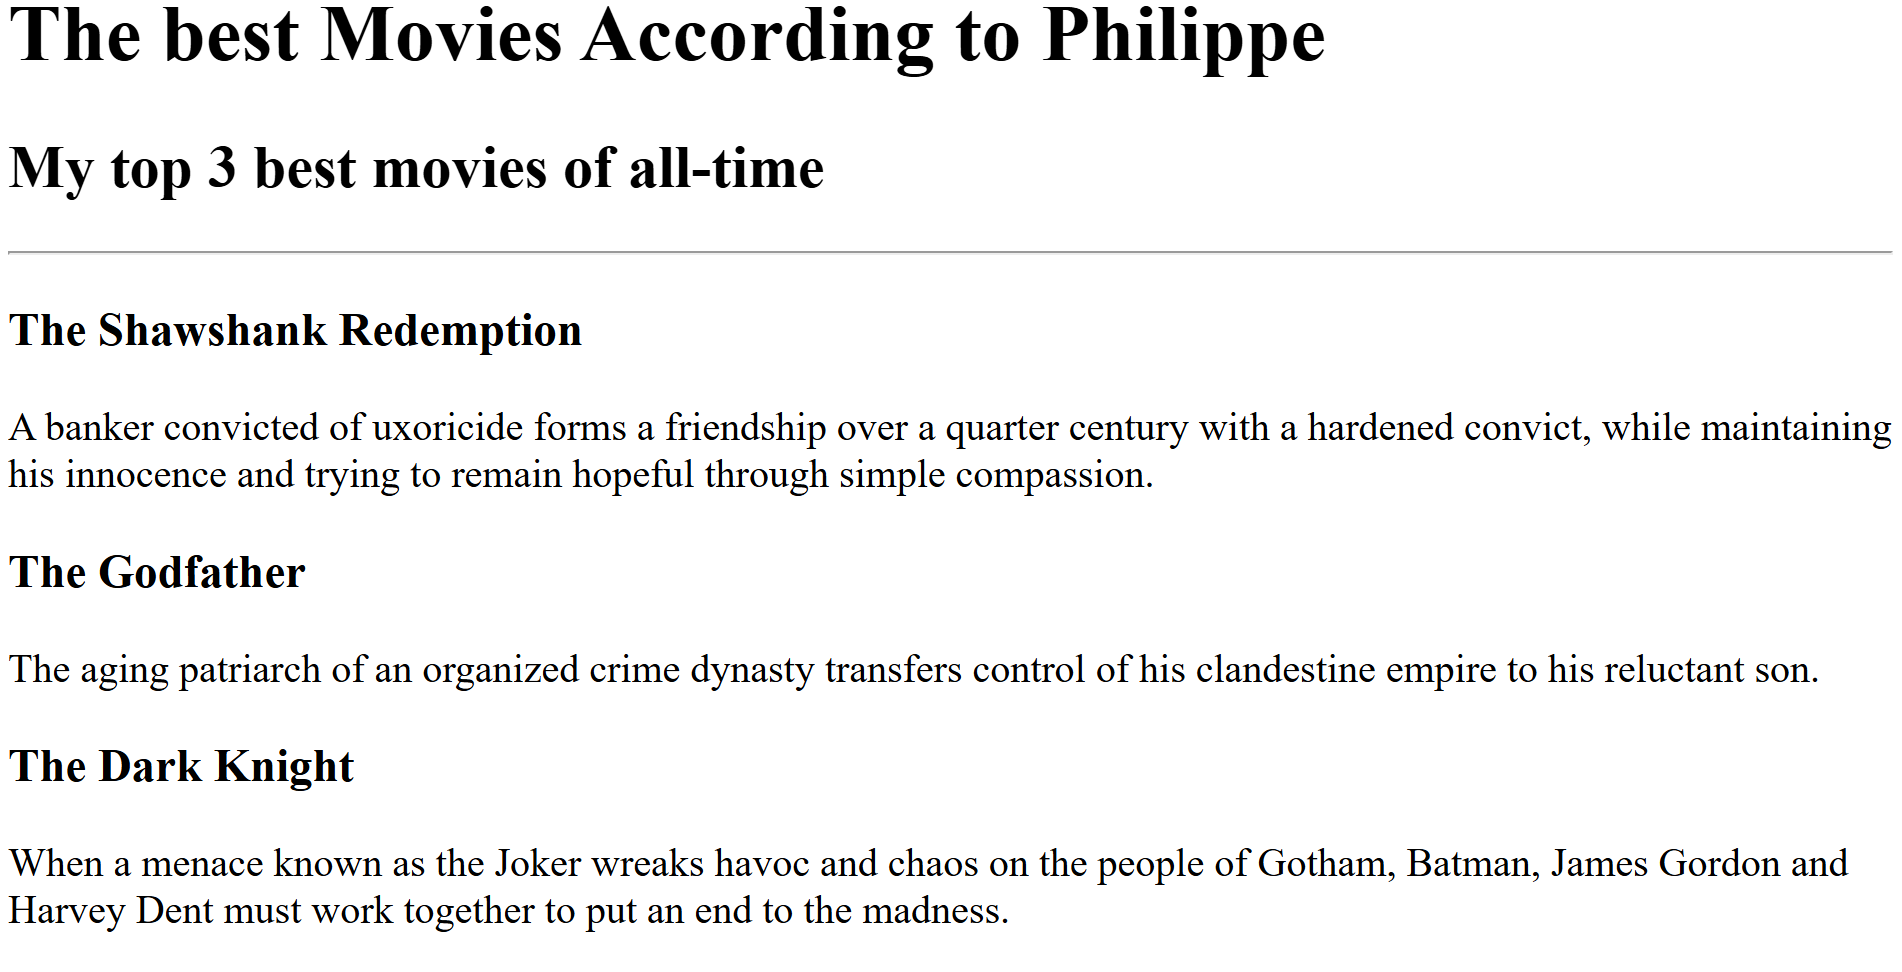 The best Movies According to Philippe
My top 3 best movies of all-time
The Shawshank Redemption
A banker convicted of uxoricide forms a friendship over a quarter century with a hardened convict, while maintaining
his innocence and trying to remain hopeful through simple compassion.
The Godfather
The aging patriarch of an organized crime dynasty transfers control of his clandestine empire to his reluctant son.
The Dark Knight
When a menace known as the Joker wreaks havoc and chaos on the people of Gotham, Batman, James Gordon and
Harvey Dent must work together to put an end to the madness.